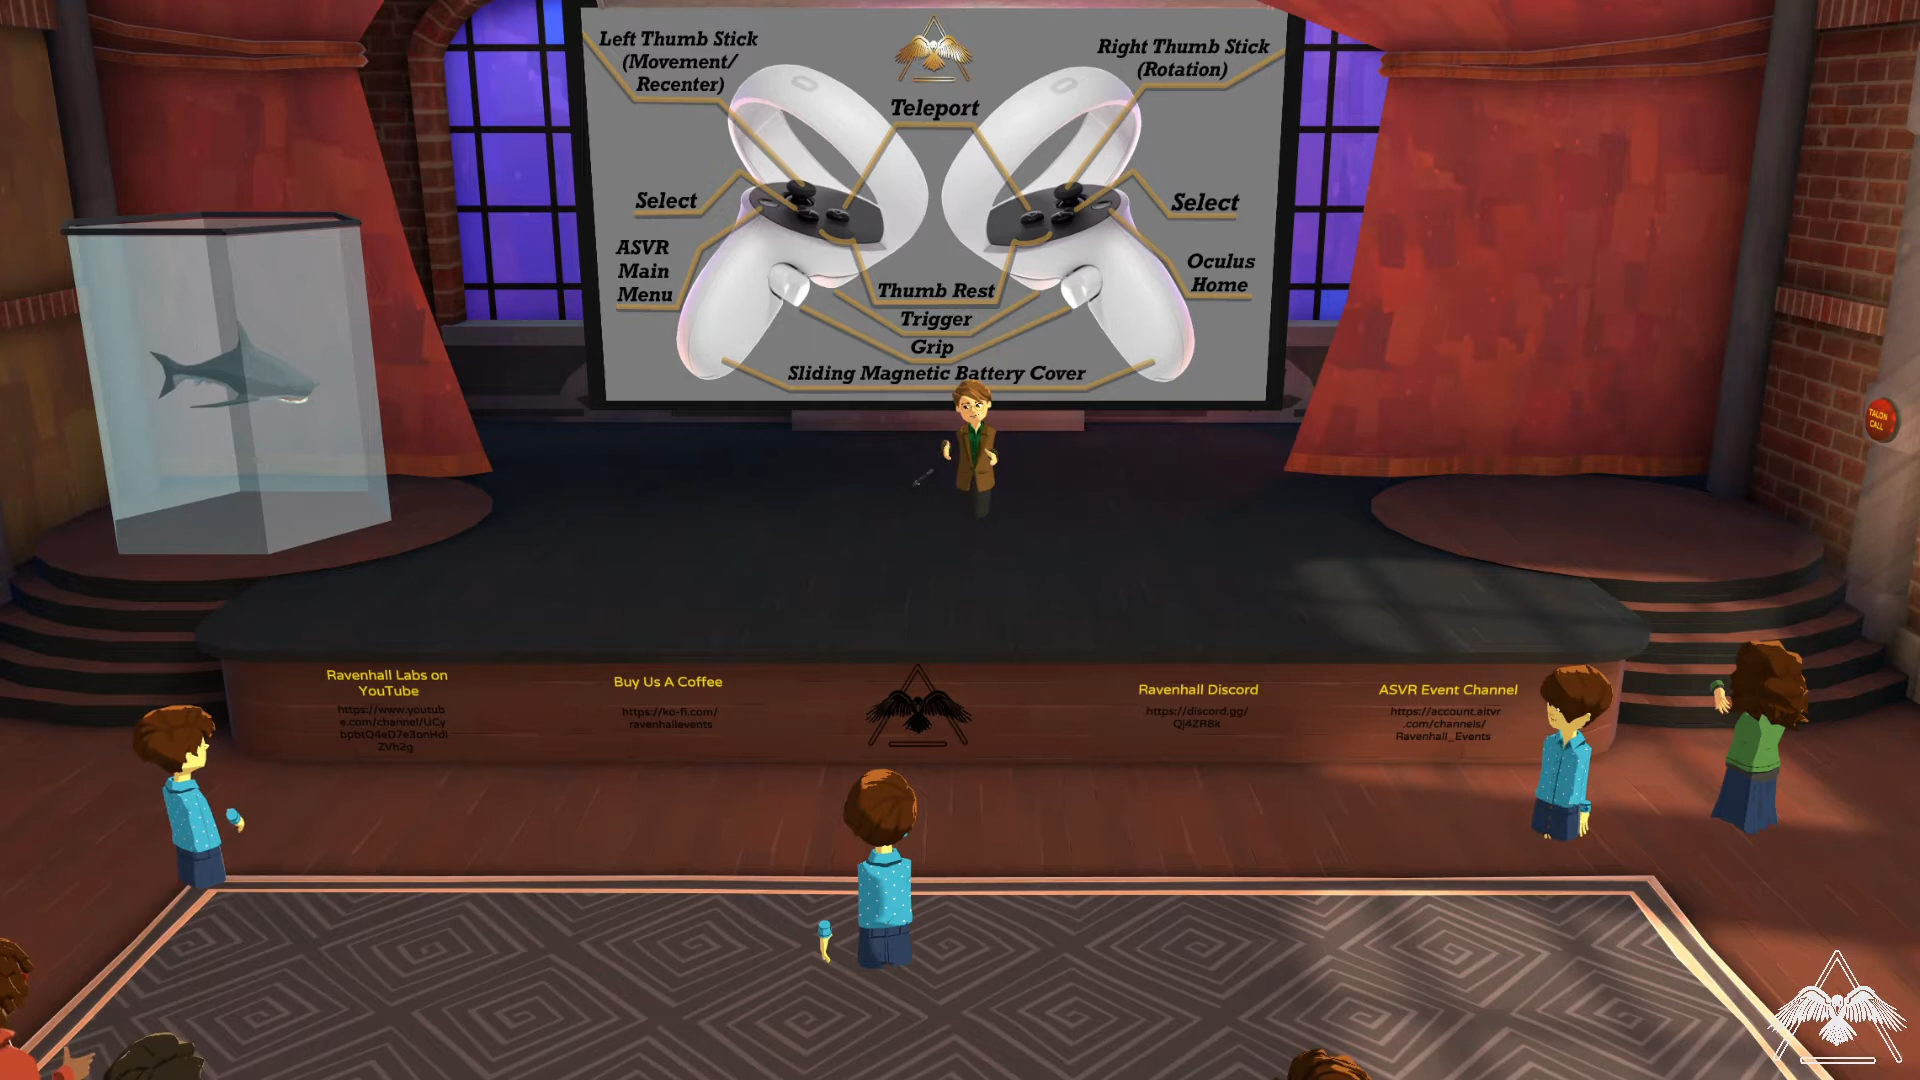 Left Thumb Stick
(Movement/
Recenter)
Right Thumb Stick
(Rotation)
Teleport
Select
Select
ASVR
Main
Menu
Oculus
Home
Thumb Rest
Trigger
Grip
Sliding Magnetic Battery Cover
TALON
CALL
Ravenhall Labs on
YouTube
https://www.youtub
e.com/channel/UCy
bpbtQ4eD7e3onHdi
ZVh2g
Buy Us A Coffee
https://ko-fi.com/
ravenhallevents
Ravenhall Discord
https://discord.gg/
Qj4ZR8k
ASVR Event Channel
https://account.altvr
.com/channels/
Ravenhall_Events